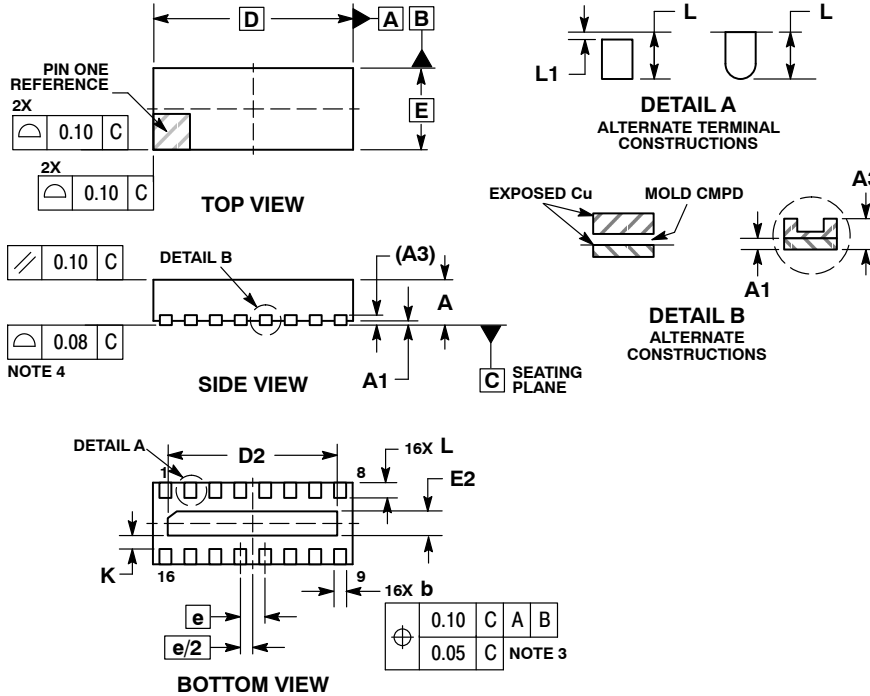 D
A
B
PIN ONE
REFERENCE
2X
0.10 C
E
2X
0.10 C
TOP VIEW
L
L
L1
DETAIL A
ALTERNATE TERMINAL
CONSTRUCTIONS
EXPOSED Cu
MOLD CMPD
A3
A1
DETAIL B
ALTERNATE
CONSTRUCTIONS
DETAIL B
(A3)
0.10 C
A
0.08 C
NOTE 4
SIDE VIEW
A1
C
SEATING
PLANE
DETAIL A
D2
16X L
1
8
E2
K
16
9
16X b
e
e/2
0.10 C A B
0.05 C NOTE 3
BOTTOM VIEW